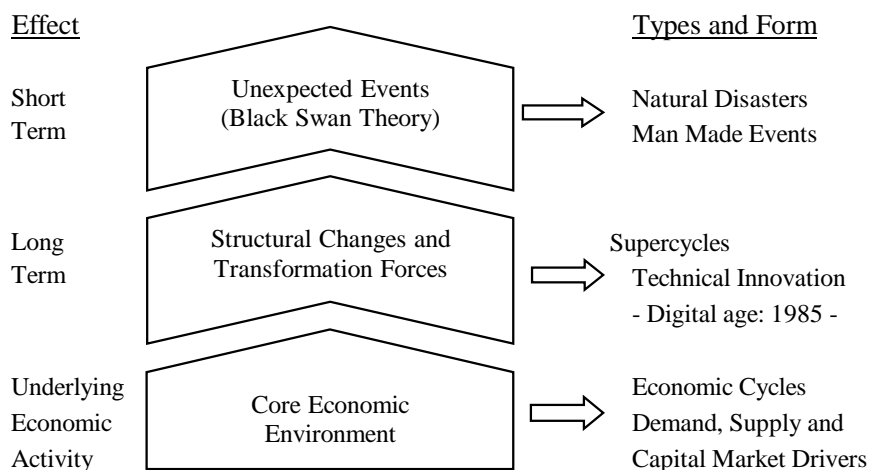 Effect
Types and Form
Short
Term
Unexpected Events
(Black Swan Theory)
Natural Disasters
Man Made Events
Long
Term
Structural Changes and
Transformation Forces
Supercycles
Technical Innovation
- Digital age: 1985 -
Underlying
Economic
Activity
Core Economic
Environment
Economic Cycles
Demand, Supply and
Capital Market Drivers